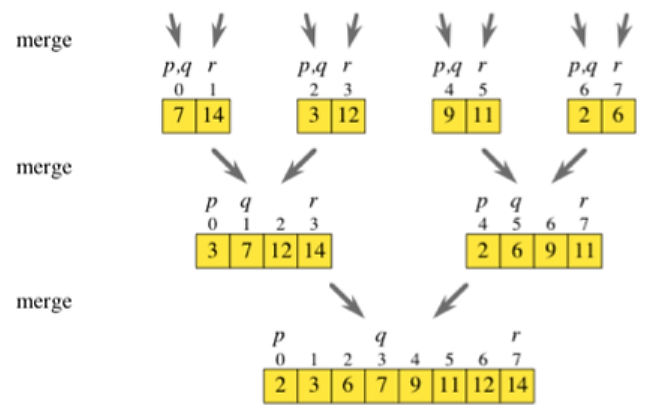 merge
p,q r p,q r p,q r p,q r
0 1 2 3 4 5 6 7
7 14 3 12 9 11 2 6
merge
p q r p q r
0 1 2 3 4 5 6 7
3 7 12 14 2 6 9 11
merge
p q r
0 1 2 3 4 5 6 7
2 3 6 7 9 11 12 14